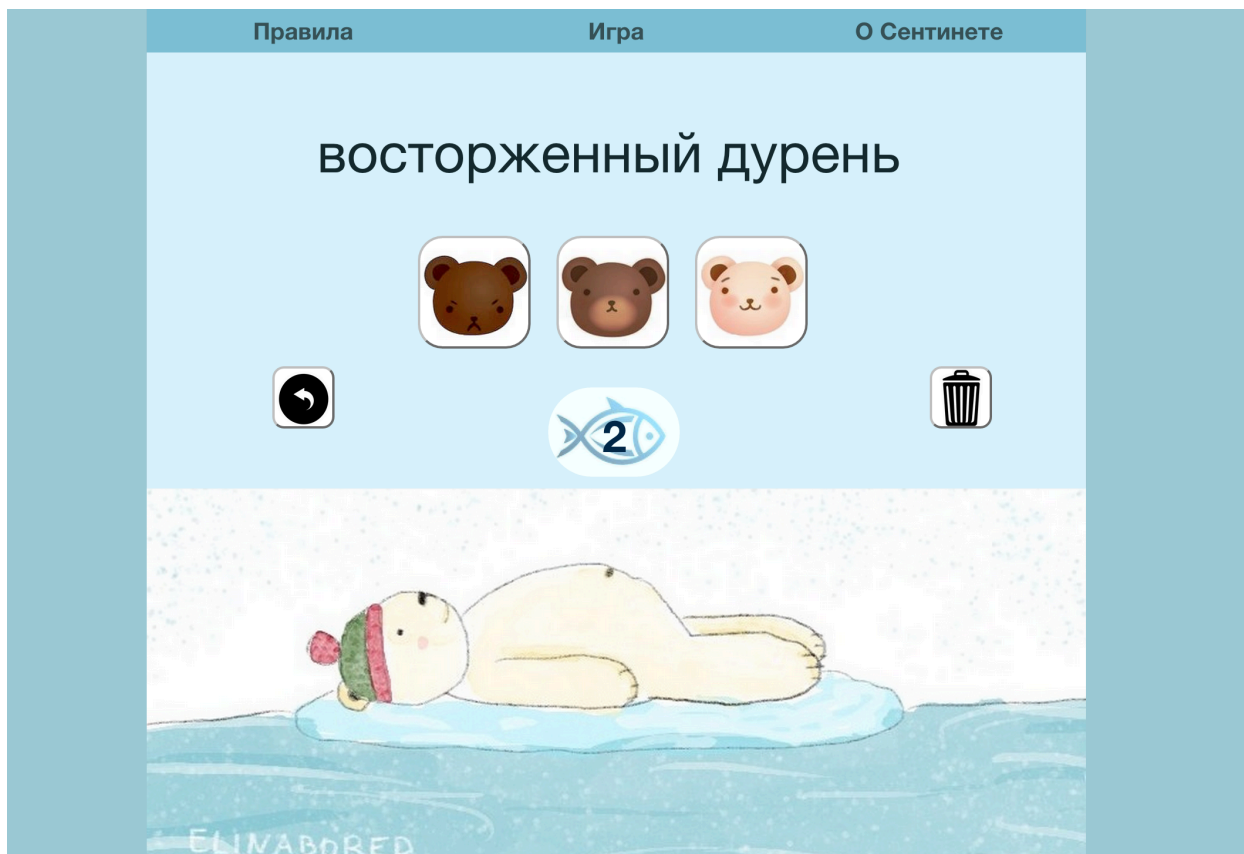 Правила Игра О Сентинете
восторженный дурень
2
ELINABORED